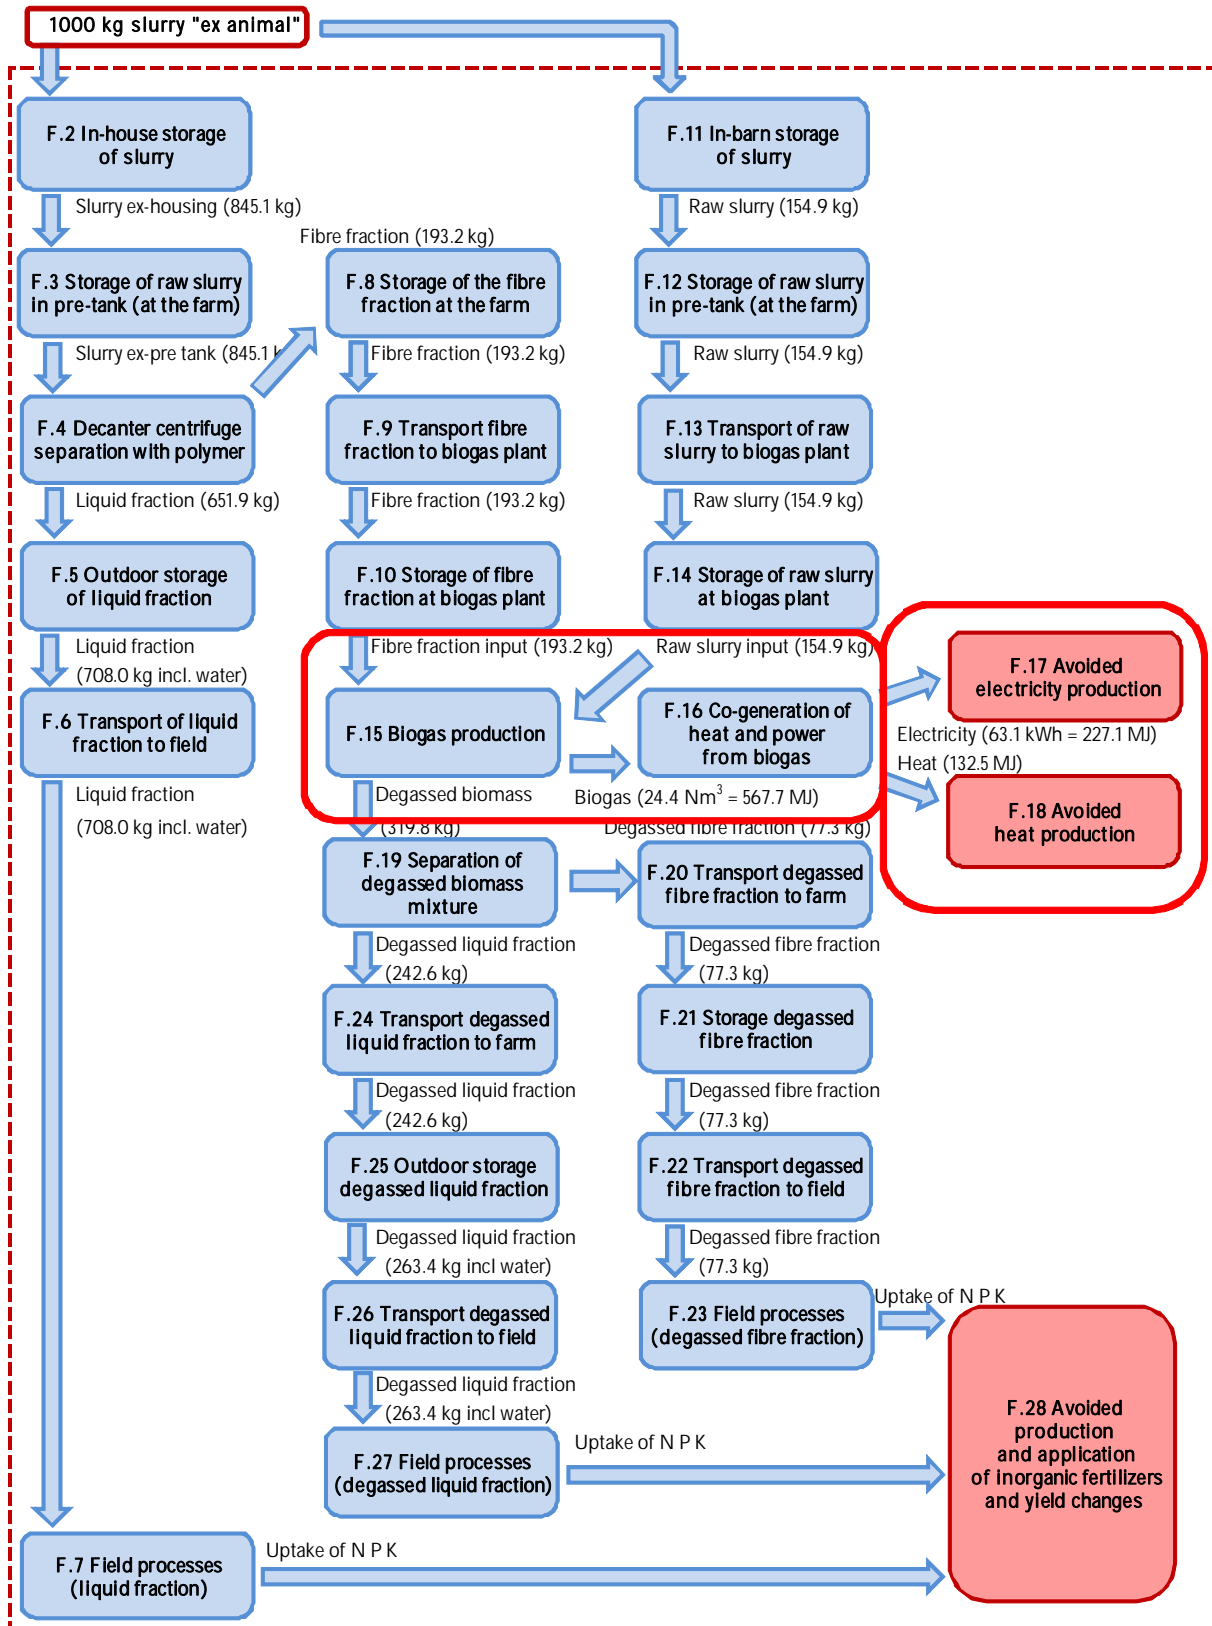 1000 kg slurry "ex animal"
F.2 In-house storage
of slurry
F.11 In-barn storage
of slurry
Slurry ex-housing (845.1 kg)
Raw slurry (154.9 kg)
Fibre fraction (193.2 kg)
F.3 Storage of raw slurry
in pre-tank (at the farm)
F.8 Storage of the fibre
fraction at the farm
F.12 Storage of raw slurry
in pre-tank (at the farm)
Slurry ex-pre tank (845.1 k
Fibre fraction (193.2 kg)
Raw slurry (154.9 kg)
F.4 Decanter centrifuge
separation with polymer
F.9 Transport fibre
fraction to biogas plant
F.13 Transport of raw
slurry to biogas plant
Liquid fraction (651.9 kg)
Fibre fraction (193.2 kg)
Raw slurry (154.9 kg)
F.5 Outdoor storage
of liquid fraction
F.10 Storage of fibre
fraction at biogas plant
F.14 Storage of raw slurry
at biogas plant
Liquid fraction
(708.0 kg incl. water)
Fibre fraction input (193.2 kg)
Raw slurry input (154.9 kg)
F.17 Avoided
electricity production
F.6 Transport of liquid
fraction to field
F.15 Biogas production
F.16 Co-generation of
heat and power
from biogas
Electricity (63.1 kWh = 227.1 MJ)
Heat (132.5 MJ)
Liquid fraction
(708.0 kg incl. water)
Degassed biomass
(319.8 kg)
Biogas (24.4 Nm3 = 567.7 MJ)
Degassed fibre fraction (77.3 kg)
F.18 Avoided
heat production
F.19 Separation of
degassed biomass
mixture
F.20 Transport degassed
fibre fraction to farm
Degassed liquid fraction
(242.6 kg)
Degassed fibre fraction
(77.3 kg)
F.24 Transport degassed
liquid fraction to farm
F.21 Storage degassed
fibre fraction
Degassed liquid fraction
(242.6 kg)
Degassed fibre fraction
(77.3 kg)
F.25 Outdoor storage
degassed liquid fraction
F.22 Transport degassed
fibre fraction to field
Degassed liquid fraction
(263.4 kg incl water)
Degassed fibre fraction
(77.3 kg)
F.26 Transport degassed
liquid fraction to field
F.23 Field processes
(degassed fibre fraction)
Uptake of N P K
Degassed liquid fraction
(263.4 kg incl water)
F.28 Avoided
production
and application
of inorganic fertilizers
and yield changes
F.27 Field processes
(degassed liquid fraction)
Uptake of N P K
F.7 Field processes
(liquid fraction)
Uptake of N P K